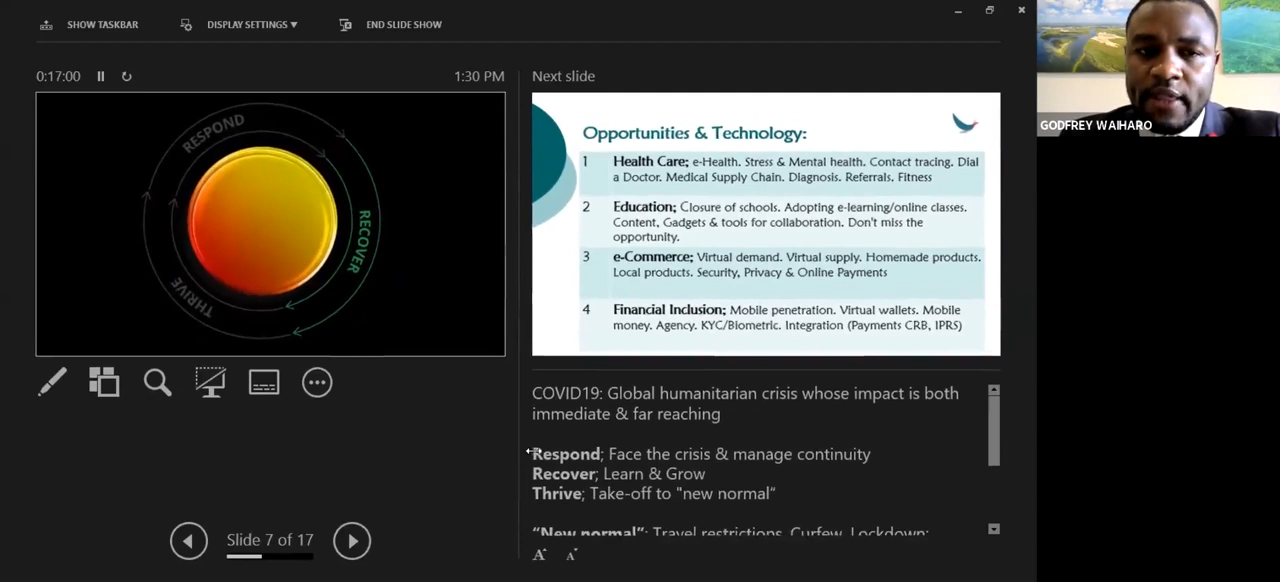 SHOW TASKBAR
DISPLAY SETTINGS ▼
END SLIDE SHOW
0:17:00
1:30 PM
RESPOND
RECOVER
THRIVE
Next slide
Opportunities & Technology:
1 Health Care; e-Health. Stress & Mental health. Contact tracing. Dial
a Doctor. Medical Supply Chain. Diagnosis. Referrals. Fitness
2 Education; Closure of schools. Adopting e-learning/online classes.
Content, Gadgets & tools for collaboration. Don't miss the
opportunity.
3 e-Commerce; Virtual demand. Virtual supply. Homemade products.
Local products. Security, Privacy & Online Payments
4 Financial Inclusion; Mobile penetration. Virtual wallets. Mobile
money. Agency. KYC/Biometric. Integration (Payments CRB, IPRS)
COVID19: Global humanitarian crisis whose impact is both
immediate & far reaching
Respond; Face the crisis & manage continuity
Recover; Learn & Grow
Thrive; Take-off to "new normal"
“New normal”: Travel restrictions, Curfew, Lockdown;
Slide 7 of 17
A A
GODFREY WAIHARO